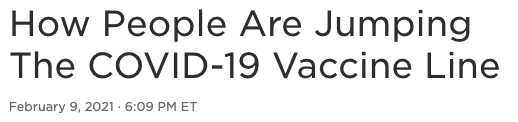 How People Are Jumping
The COVID-19 Vaccine Line
February 9, 2021 · 6:09 PM ET